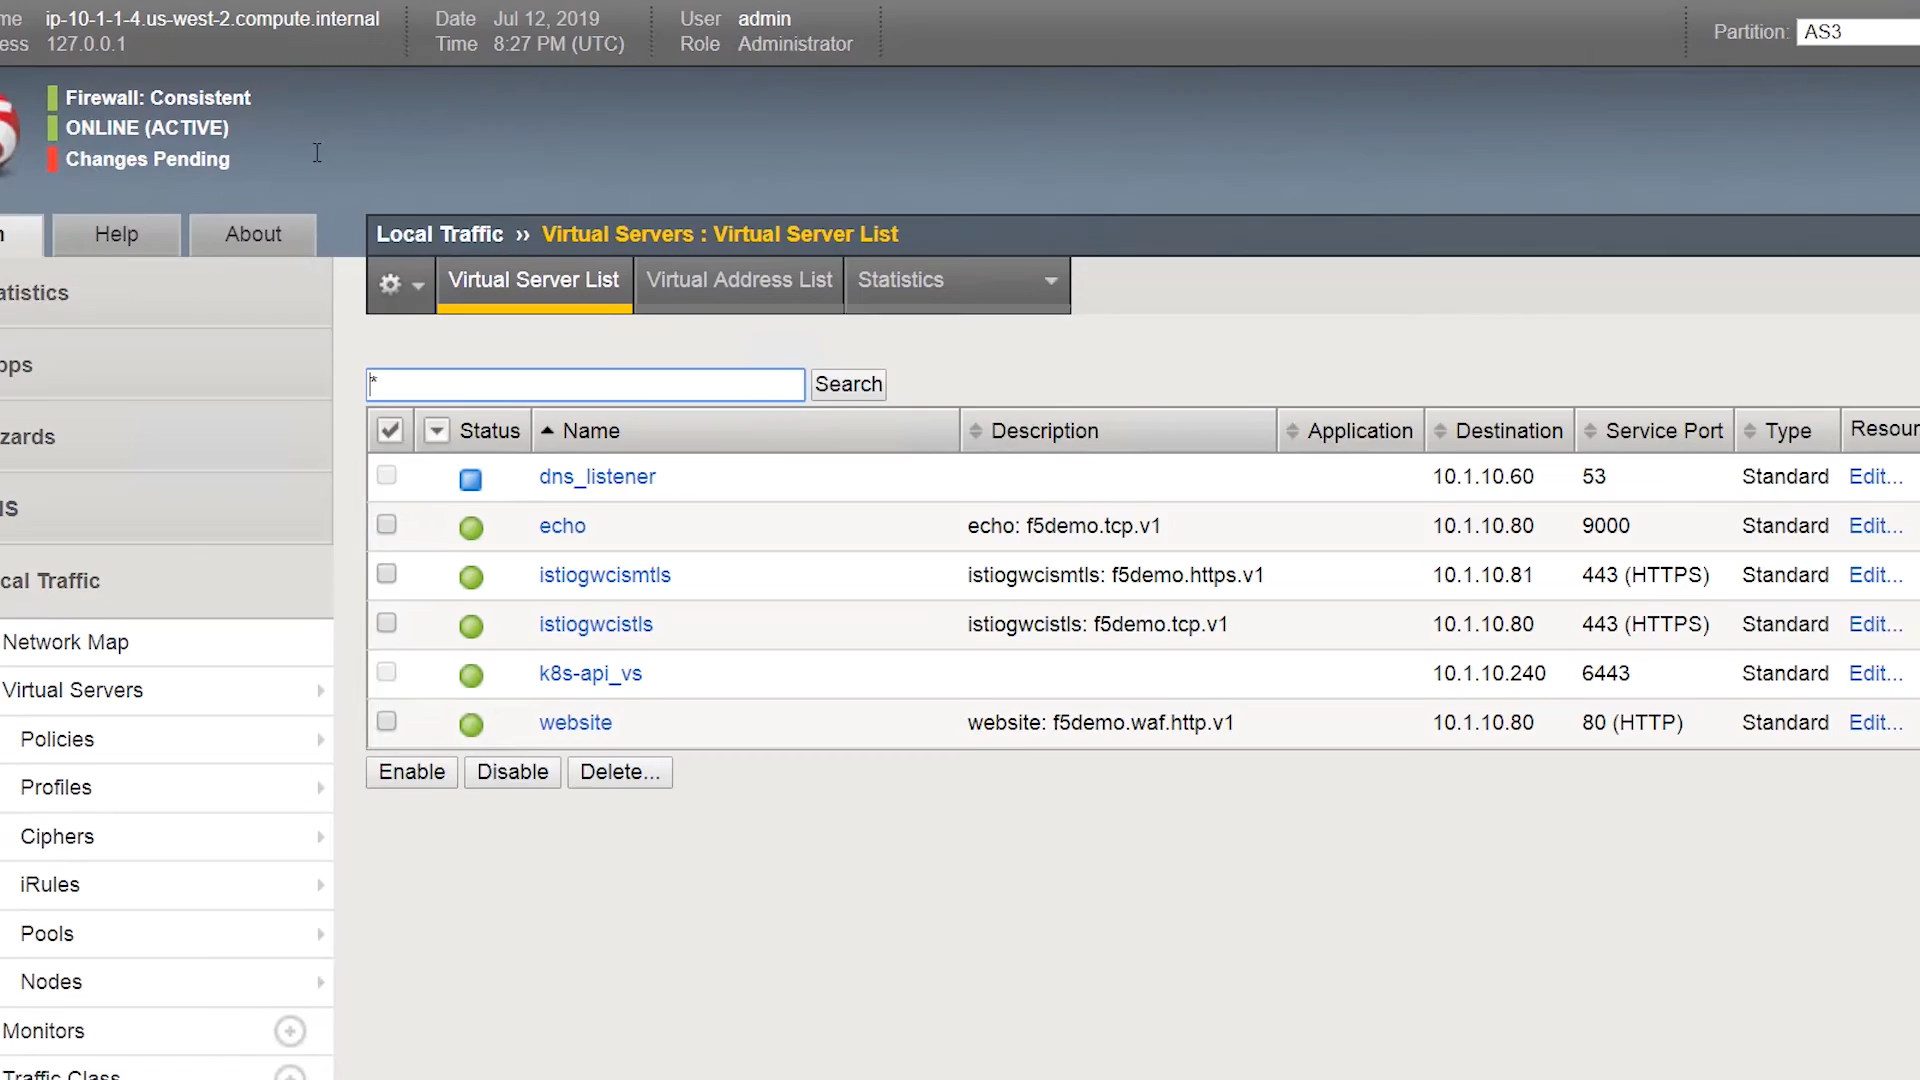 me ip-10-1-1-4.us-west-2.compute.internal Date Jul 12, 2019 User admin
ess 127.0.0.1 Time 8:27 PM (UTC) Role Administrator
Partition: AS3
Firewall: Consistent
ONLINE (ACTIVE)
Changes Pending
n Help About
Local Traffic ›› Virtual Servers : Virtual Server List
Virtual Server List Virtual Address List Statistics
atistics
pps
zards
IS
cal Traffic
Network Map
Virtual Servers
Policies
Profiles
Ciphers
iRules
Pools
Nodes
Monitors
Traffic Class
* Search
Status Name Description Application Destination Service Port Type Resour
dns_listener 10.1.10.60 53 Standard Edit...
echo echo: f5demo.tcp.v1 10.1.10.80 9000 Standard Edit...
istiogwcismtls istiogwcismtls: f5demo.https.v1 10.1.10.81 443 (HTTPS) Standard Edit...
istiogwcistls istiogwcistls: f5demo.tcp.v1 10.1.10.80 443 (HTTPS) Standard Edit...
k8s-api_vs 10.1.10.240 6443 Standard Edit...
website website: f5demo.waf.http.v1 10.1.10.80 80 (HTTP) Standard Edit...
Enable Disable Delete...